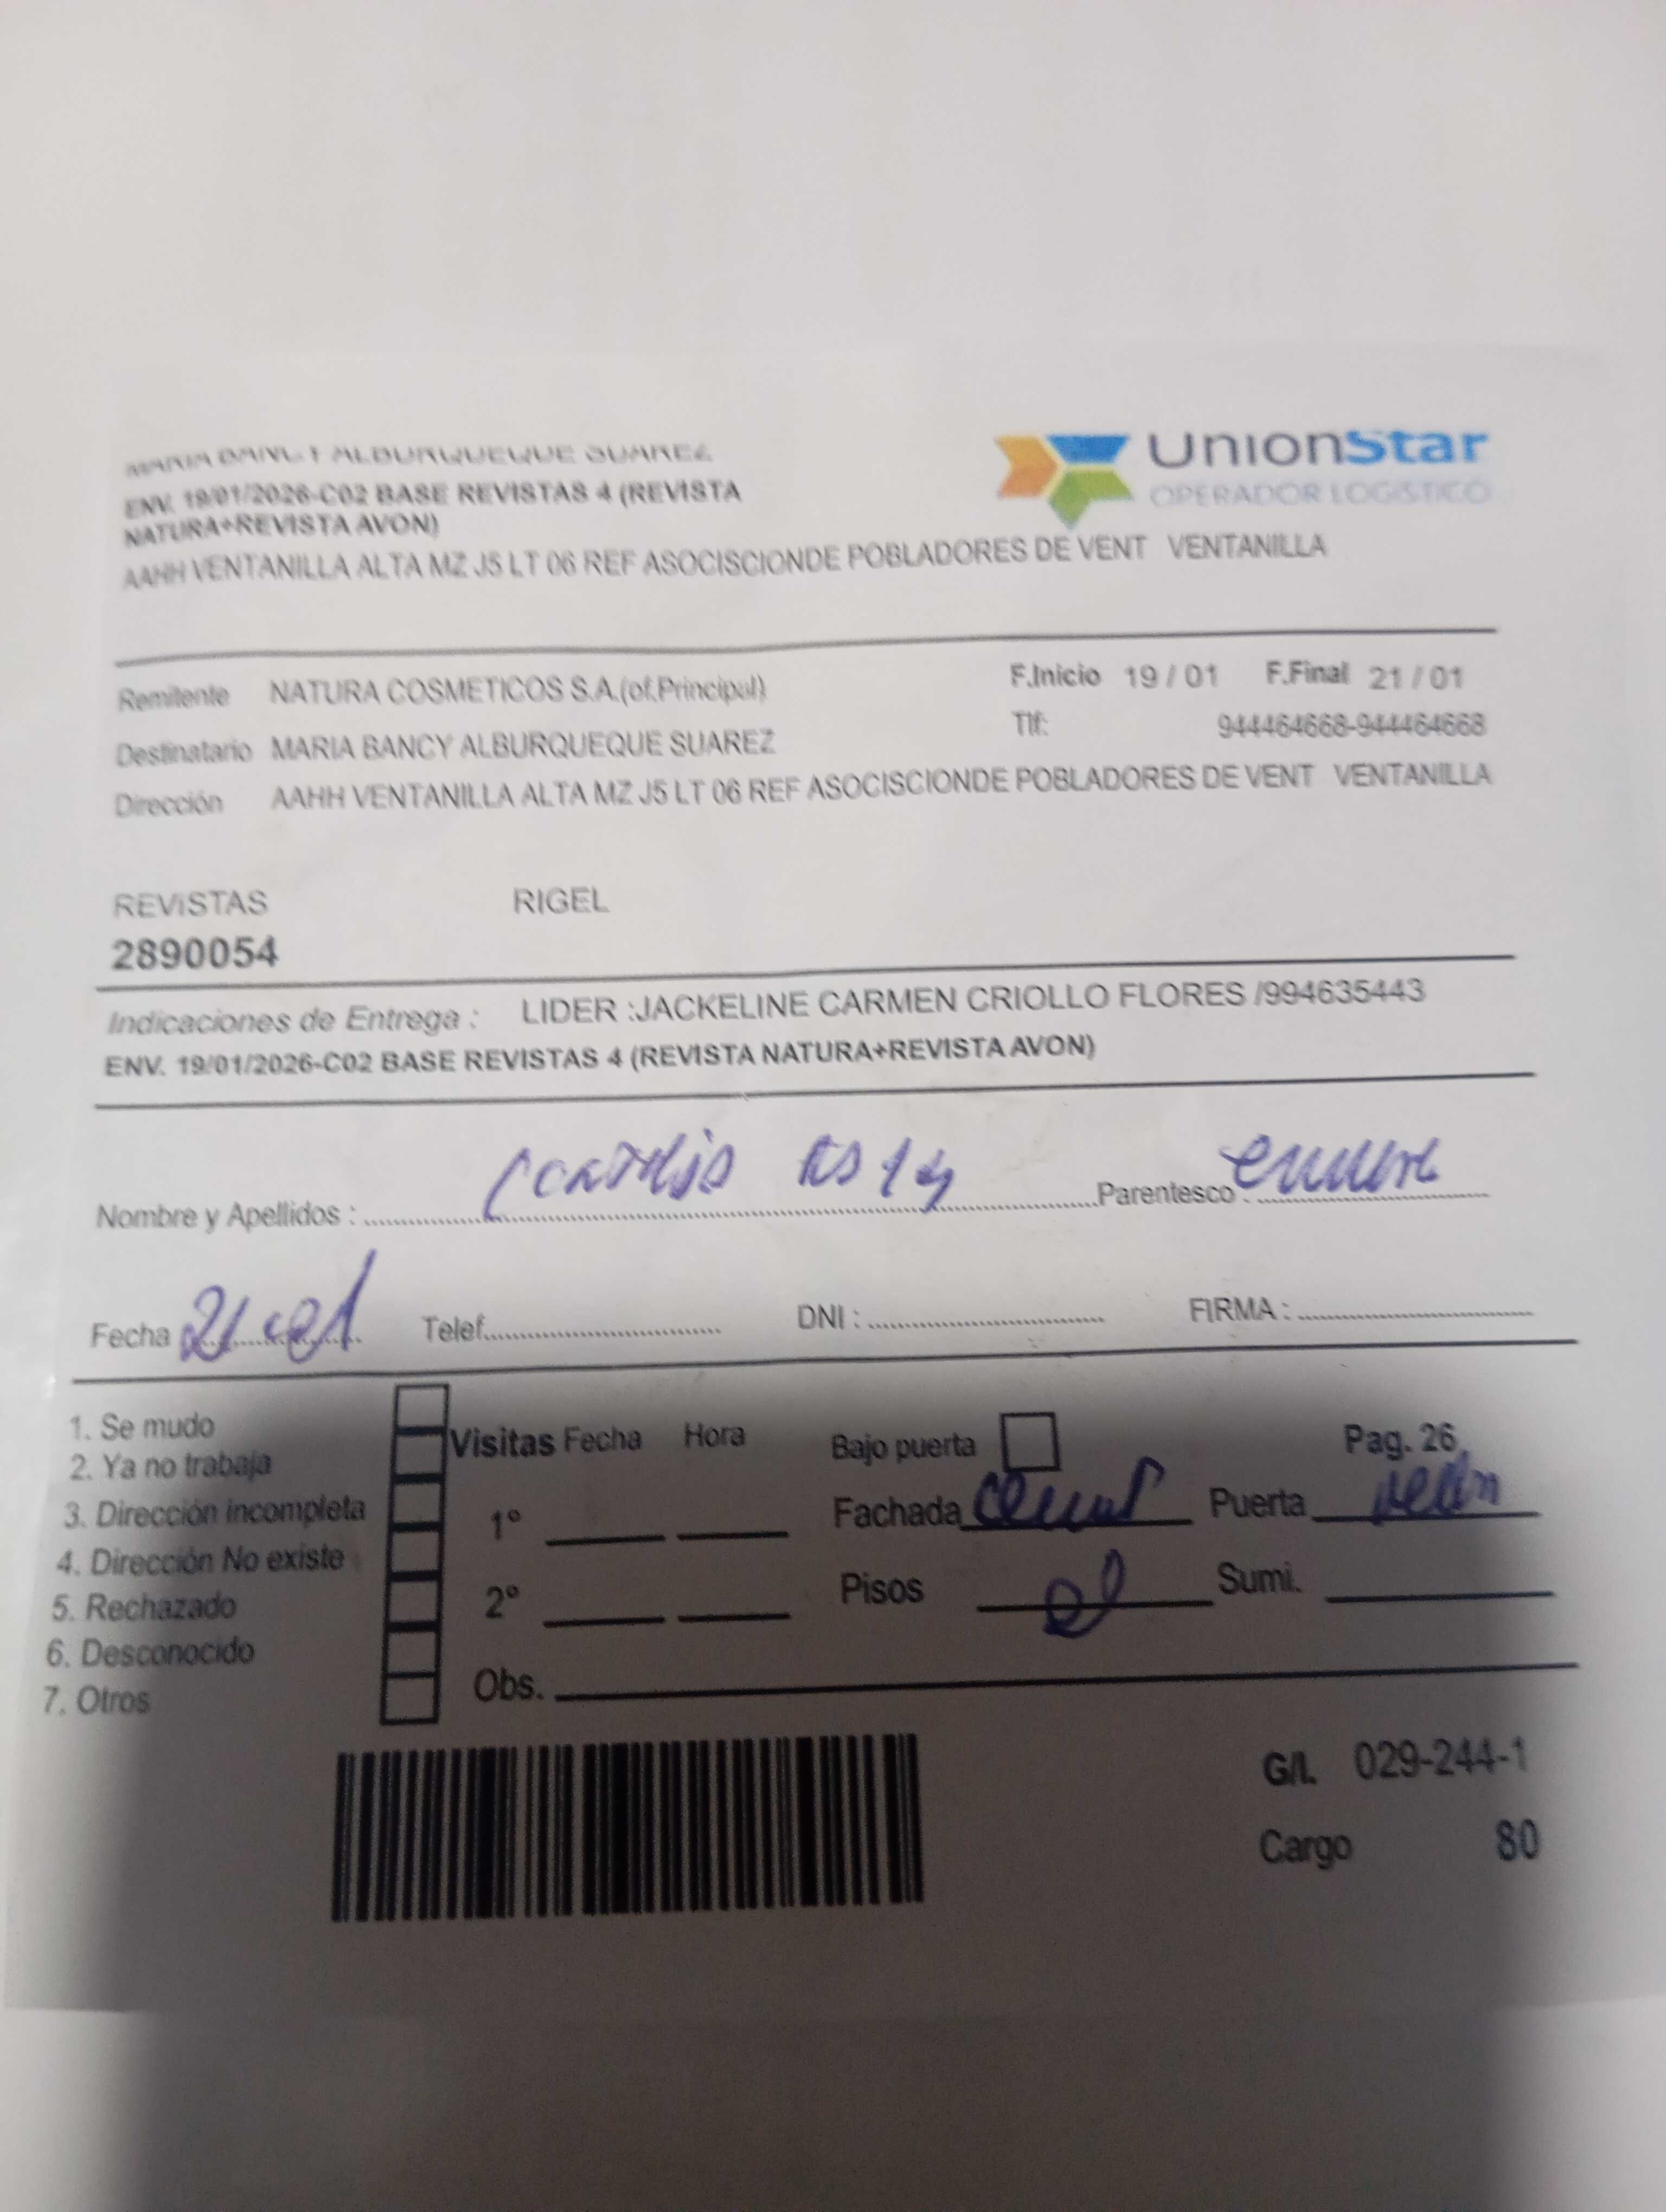 MARIA BANCY ALBURQUEQUE SUAREZ
UnionStar
OPERADOR LOGISTICO
ENV. 19/01/2026-C02 BASE REVISTAS 4 (REVISTA
NATURA+REVISTA AVON)
AAHH VENTANILLA ALTA MZ J5 LT 06 REF ASOCISCIONDE POBLADORES DE VENT VENTANILLA
Remitente NATURA COSMETICOS S.A.(of.Principal) F.Inicio 19 / 01 F.Final 21 / 01
Destinatario MARIA BANCY ALBURQUEQUE SUAREZ Tlf: 944464668-944464668
Dirección AAHH VENTANILLA ALTA MZ J5 LT 06 REF ASOCISCIONDE POBLADORES DE VENT VENTANILLA
REVISTAS RIGEL
2890054
Indicaciones de Entrega : LIDER :JACKELINE CARMEN CRIOLLO FLORES /994635443
ENV. 19/01/2026-C02 BASE REVISTAS 4 (REVISTA NATURA+REVISTA AVON)
Nombre y Apellidos : Parentesco :
Fecha 21 Telef. DNI : FIRMA :
1. Se mudo
2. Ya no trabaja
3. Dirección incompleta
4. Dirección No existe
5. Rechazado
6. Desconocido
7. Otros
Visitas Fecha Hora
1°
2°
Obs.
Bajo puerta Pag. 26
Fachada Puerta
Pisos Sumi.
G/l. 029-244-1
Cargo 80